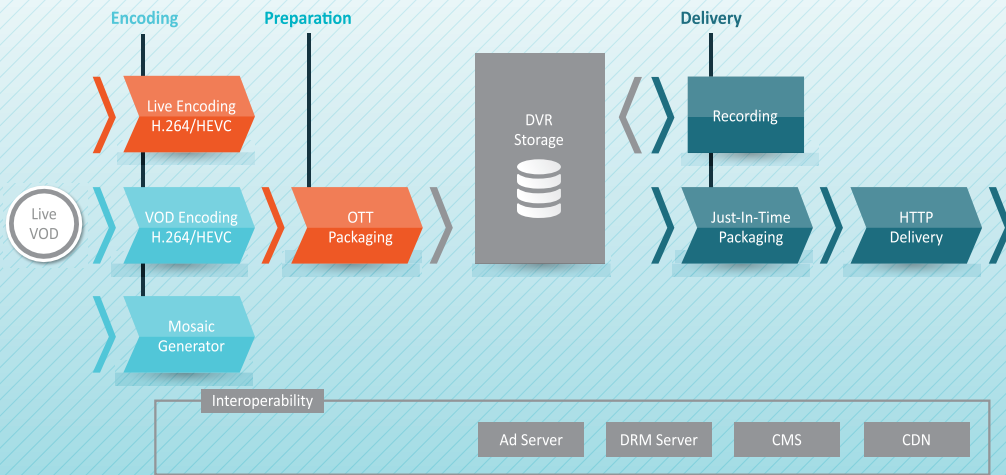 Encoding
Preparation
Delivery
Live Encoding
H.264/HEVC
DVR
Storage
Recording
Live
VOD
VOD Encoding
H.264/HEVC
OTT
Packaging
Just-In-Time
Packaging
HTTP
Delivery
Mosaic
Generator
Interoperability
Ad Server
DRM Server
CMS
CDN